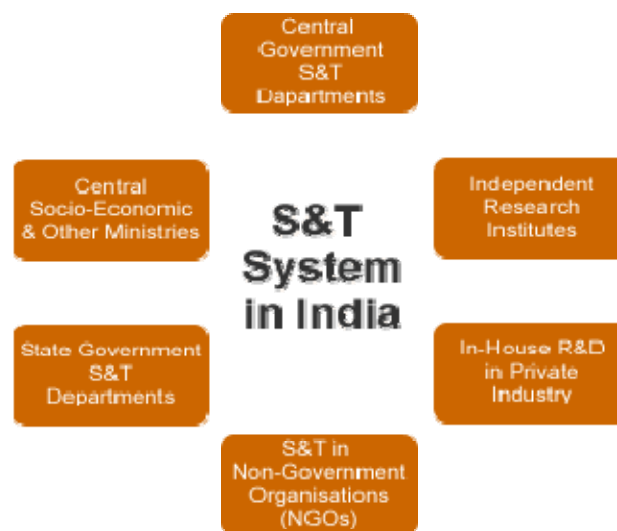 Central
Government
S&T
Dapartments
Central
Socio-Economic
& Other Ministries
Independent
Research
Institutes
S&T
System
in India
State Government
S&T
Departments
In-House R&D
in Private
Industry
S&T in
Non-Government
Organisations
(NGOs)